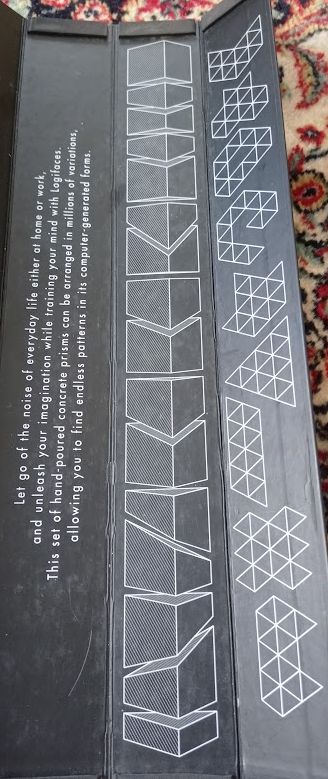 Let go of the noise of everyday life either at home or work,
and unleash your imagination while training your mind with Logifaces.
This set of hand-poured concrete prisms can be arranged in millions of variations,
allowing you to find endless patterns in its computer-generated forms.